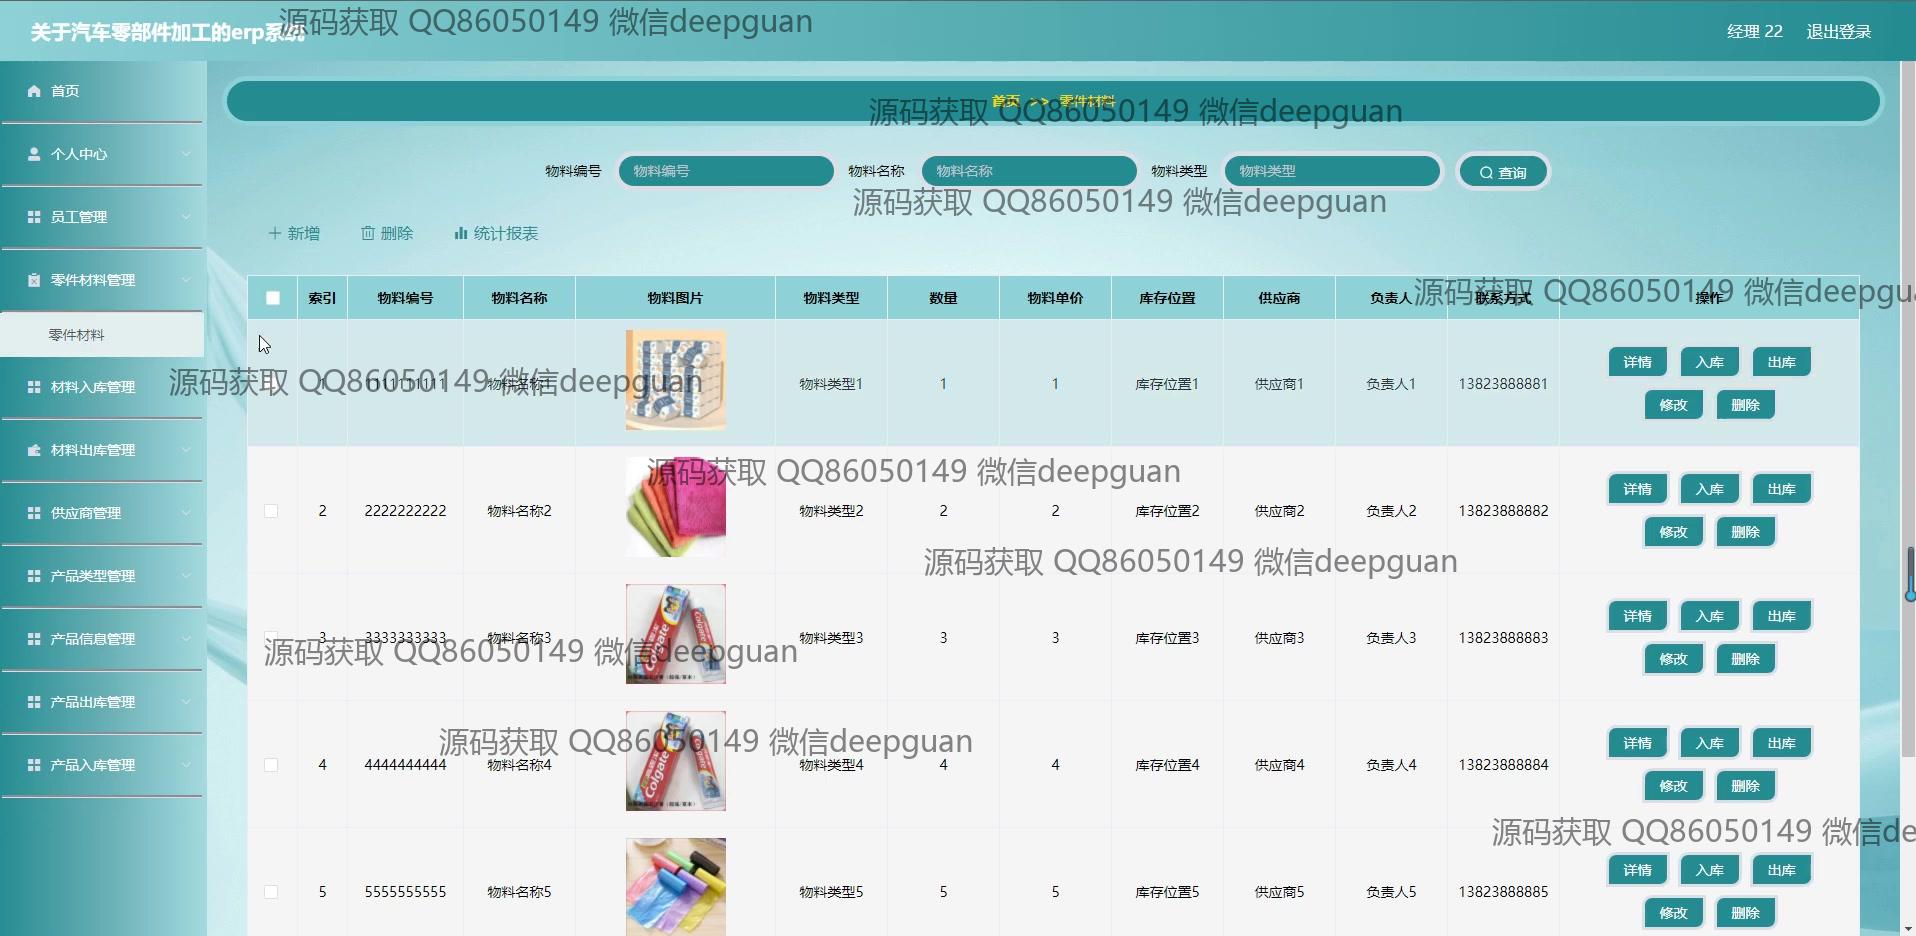 关于汽车零部件加工的erp系统
源码获取 QQ86050149 微信deepguan
经理 22 退出登录
首页
个人中心
员工管理
零件材料管理
零件材料
材料入库管理
材料出库管理
供应商管理
产品类型管理
产品信息管理
产品出库管理
产品入库管理
首页 >> 零件材料
源码获取 QQ86050149 微信deepguan
物料编号 物料编号 物料名称 物料名称 物料类型 物料类型 查询
源码获取 QQ86050149 微信deepguan
新增 删除 统计报表
索引 物料编号 物料名称 物料图片 物料类型 数量 物料单价 库存位置 供应商 负责人 联系方式 操作
源码获取 QQ86050149 微信deepgu
1 1111111111 物料名称1 物料类型1 1 1 库存位置1 供应商1 负责人1 13823888881 详情 入库 出库
修改 删除
源码获取 QQ86050149 微信deepguan
源码获取 QQ86050149 微信deepguan
2 2222222222 物料名称2 物料类型2 2 2 库存位置2 供应商2 负责人2 13823888882 详情 入库 出库
修改 删除
源码获取 QQ86050149 微信deepguan
3 3333333333 物料名称3 Colgate 物料类型3 3 3 库存位置3 供应商3 负责人3 13823888883 详情 入库 出库
修改 删除
源码获取 QQ86050149 微信deepguan
源码获取 QQ86050149 微信deepguan
4 4444444444 物料名称4 Colgate 物料类型4 4 4 库存位置4 供应商4 负责人4 13823888884 详情 入库 出库
修改 删除
源码获取 QQ86050149 微信de
5 5555555555 物料名称5 物料类型5 5 5 库存位置5 供应商5 负责人5 13823888885 详情 入库 出库
修改 删除